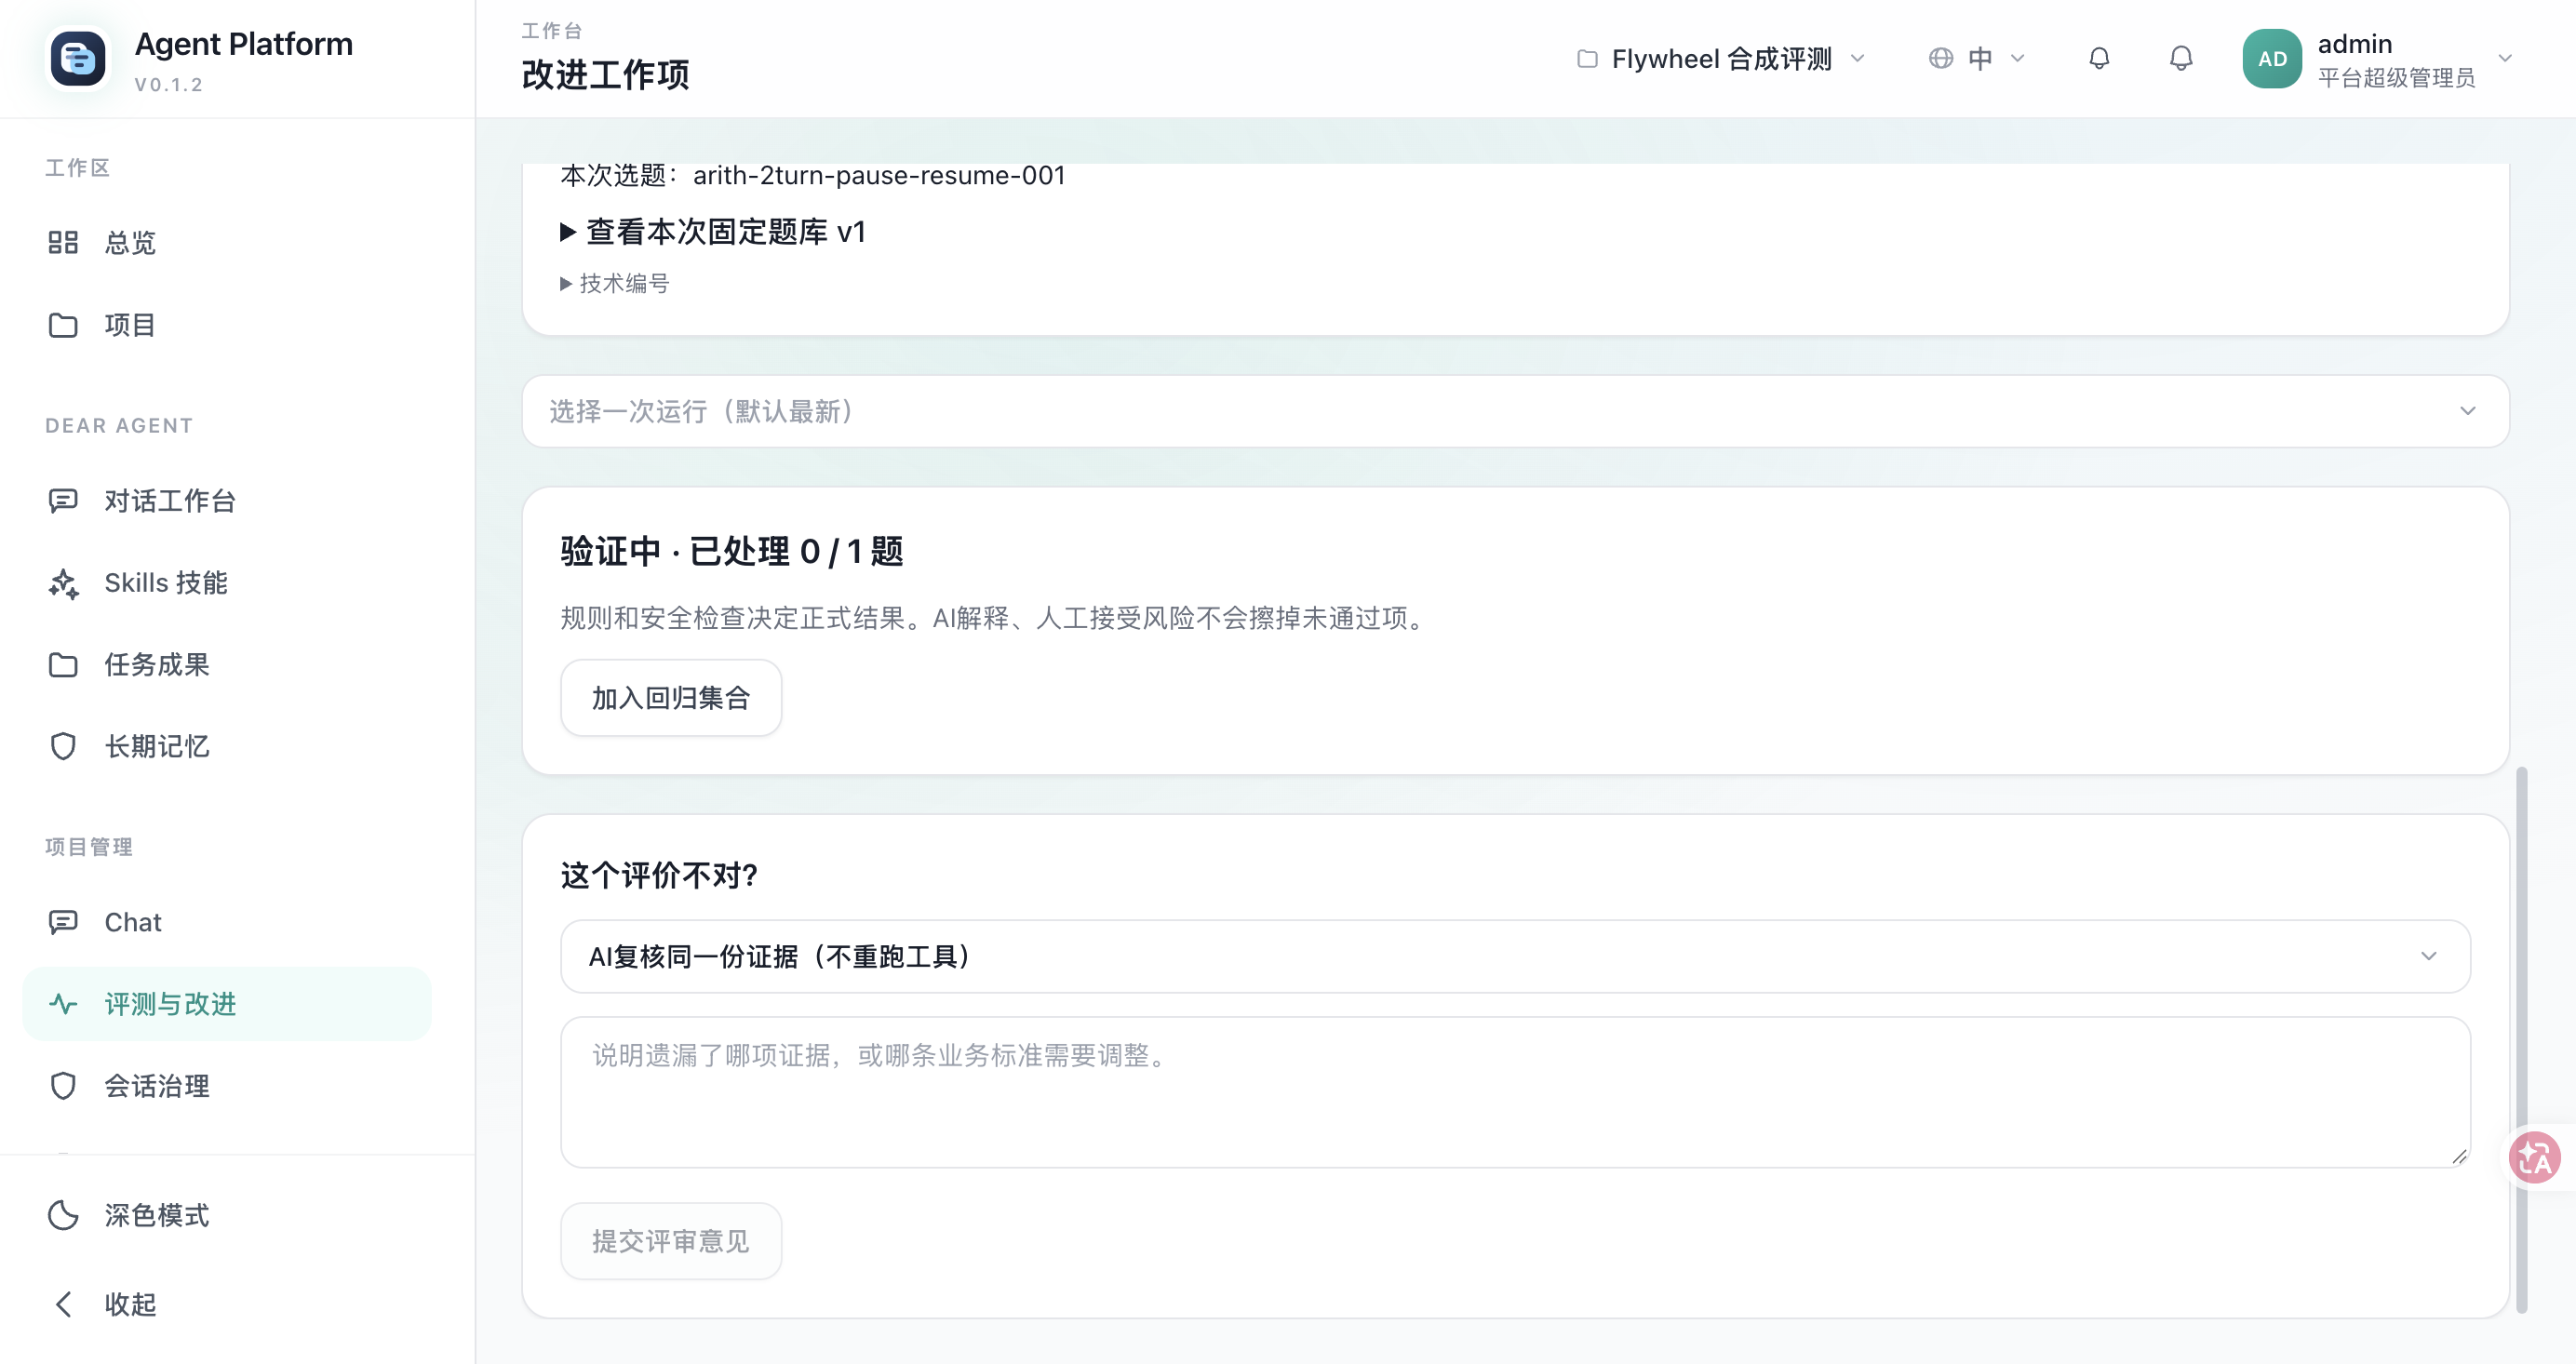 Agent Platform
V0.1.2
工作区
总览
项目
DEAR AGENT
对话工作台
Skills 技能
任务成果
长期记忆
项目管理
Chat
评测与改进
会话治理
深色模式
收起
工作台
改进工作项
Flywheel 合成评测
中
AD
admin
平台超级管理员
本次选题：arith-2turn-pause-resume-001
查看本次固定题库 v1
技术编号
选择一次运行（默认最新）
验证中 · 已处理 0 / 1 题
规则和安全检查决定正式结果。AI解释、人工接受风险不会擦掉未通过项。
加入回归集合
这个评价不对?
AI复核同一份证据（不重跑工具）
说明遗漏了哪项证据，或哪条业务标准需要调整。
提交评审意见